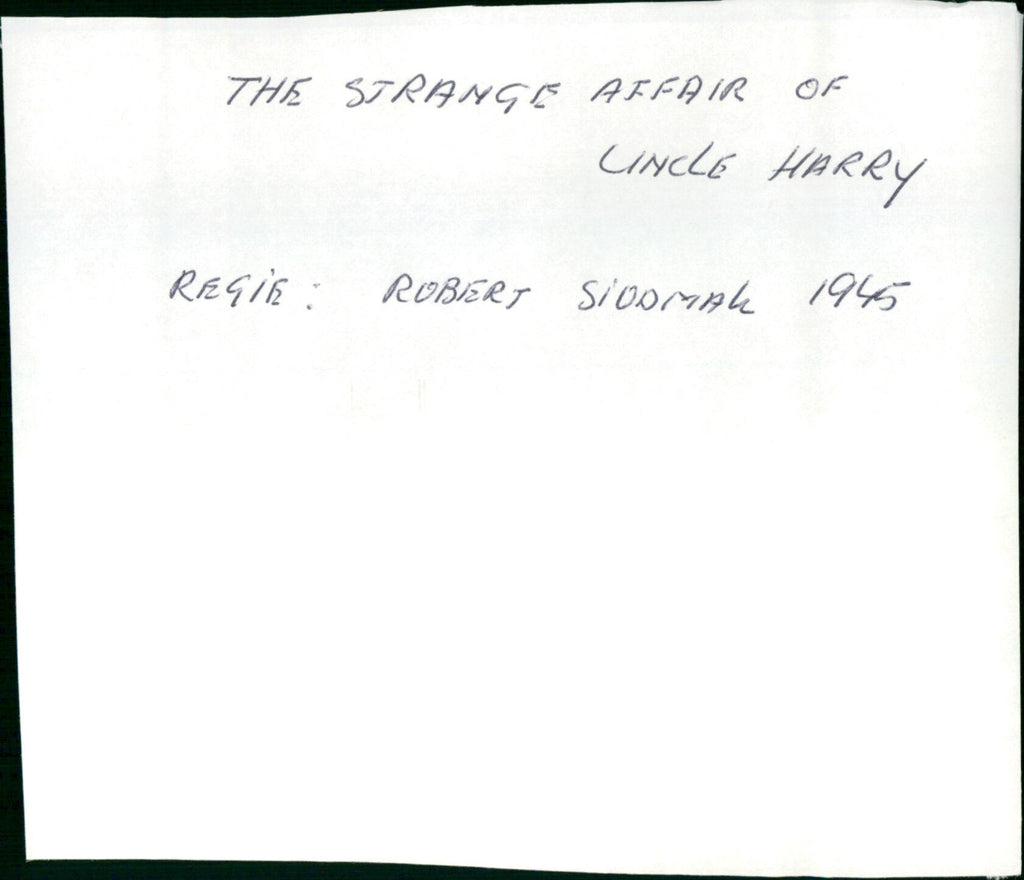 THE STRANGE AFFAIR OF
UNCLE HARRY
REGIE: ROBERT SIODMAK 1945